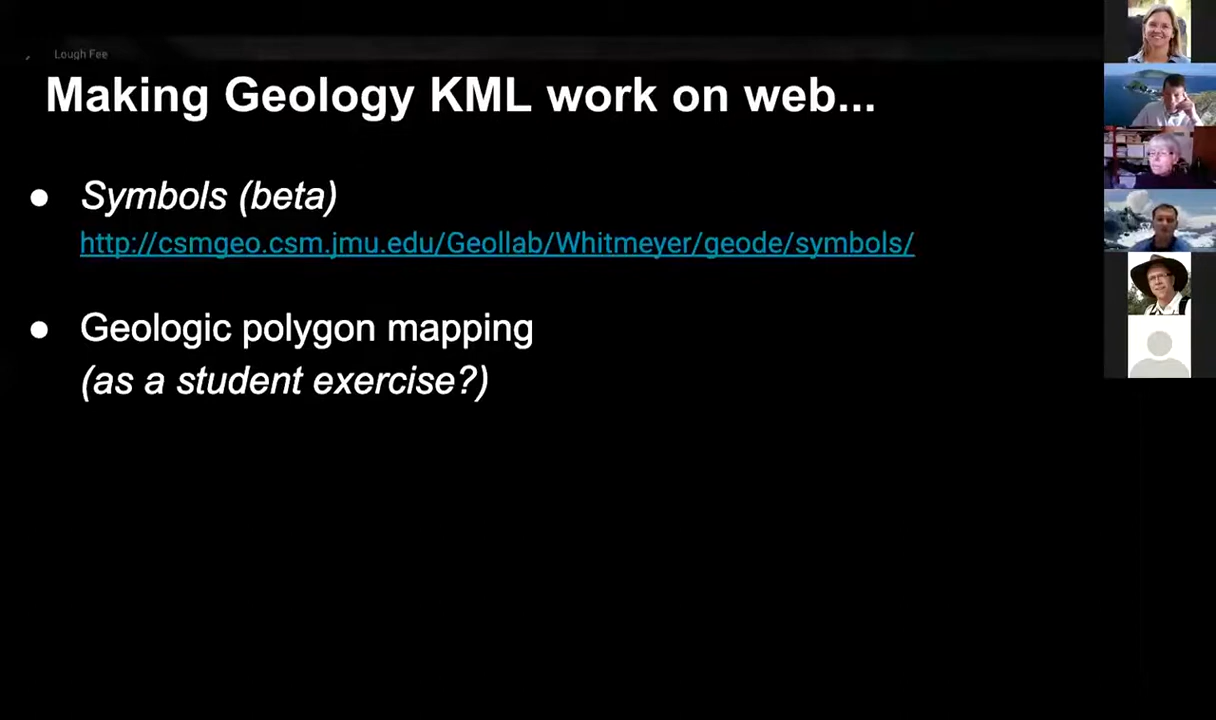 Lough Fee
Making Geology KML work on web...
● Symbols (beta)
http://csmgeo.csm.jmu.edu/Geollab/Whitmeyer/geode/symbols/
● Geologic polygon mapping
(as a student exercise?)